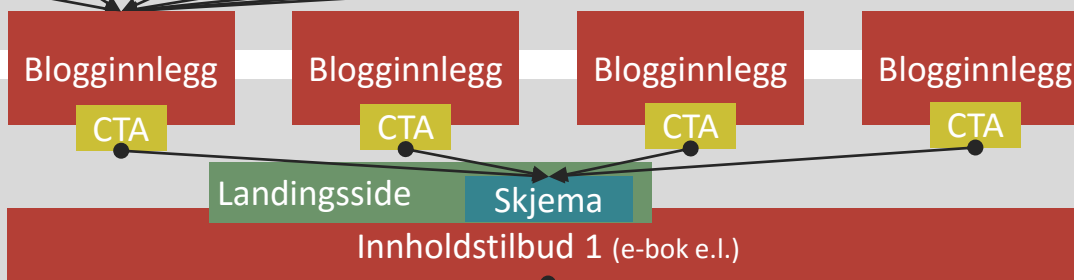 Blogginnlegg Blogginnlegg Blogginnlegg Blogginnlegg
CTA CTA CTA CTA
Landingsside Skjema
Innholdstilbud 1 (e-bok e.l.)